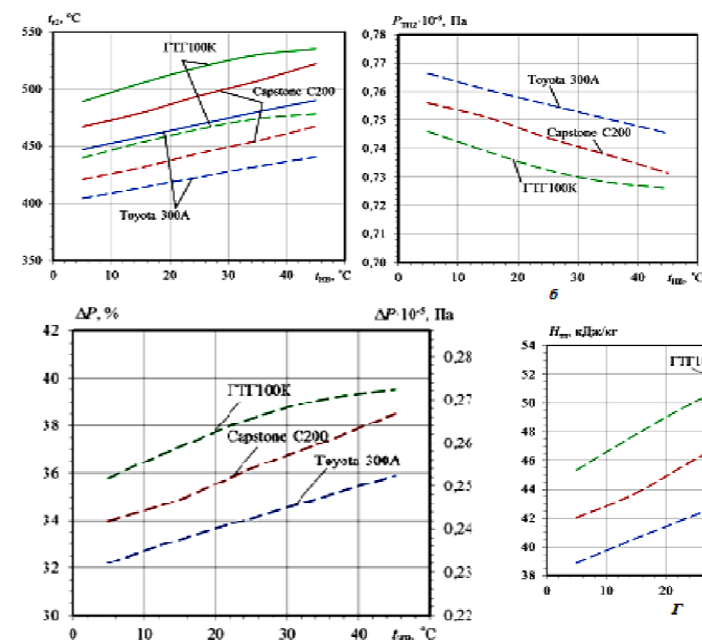 t_т2, °C
550
500
450
400
350
0 10 20 30 40 t_НВ, °C
ГТГ100К
Capstone C200
Toyota 300A
P_ТК12·10⁻⁵, Па
0,78
0,77
0,76
0,75
0,74
0,73
0,72
0,71
0,70
0 10 20 30 40 t_НВ, °C
Toyota 300A
Capstone C200
ГТГ100К
б
ΔP, %
ΔP·10⁻⁵, Па
42
40
38
36
34
32
30
0,28
0,27
0,26
0,25
0,24
0,23
0,22
0 10 20 30 40 t_НВ, °C
ГТГ100К
Capstone C200
Toyota 300A
кДж/кг
54
52
50
48
46
44
42
40
38
0 10 20
Г